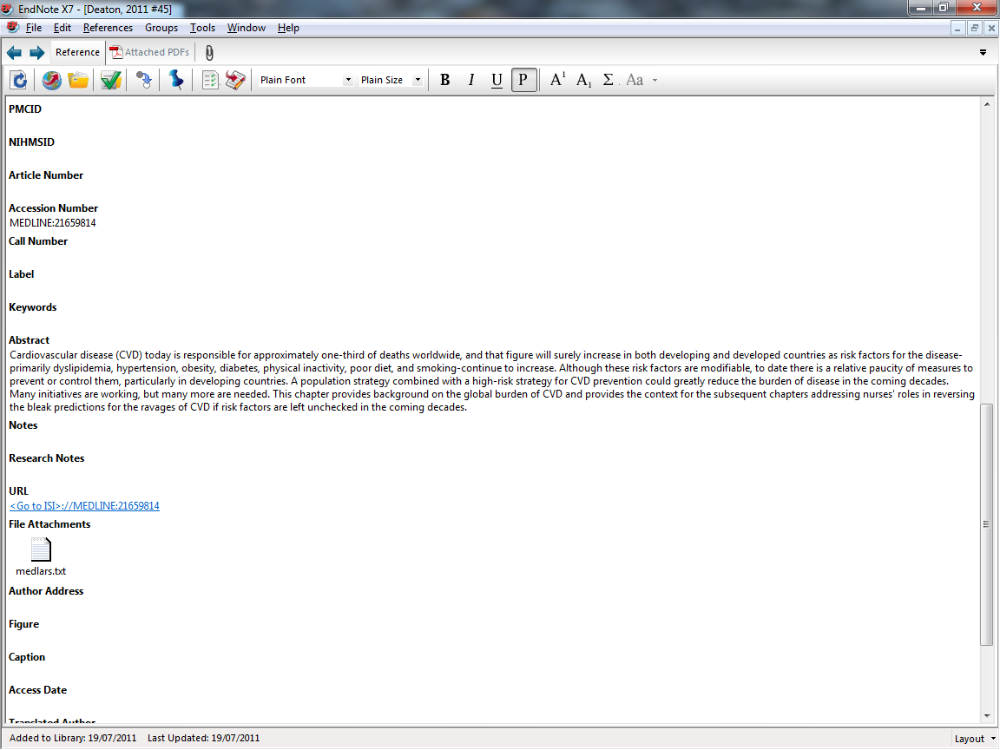 EndNote X7 - [Deaton, 2011 #45]
File Edit References Groups Tools Window Help
Reference Attached PDFs
Plain Font Plain Size B I U P A1 A1 Σ Aa
PMCID
NIHMSID
Article Number
Accession Number
MEDLINE:21659814
Call Number
Label
Keywords
Abstract
Cardiovascular disease (CVD) today is responsible for approximately one-third of deaths worldwide, and that figure will surely increase in both developing and developed countries as risk factors for the disease-
primarily dyslipidemia, hypertension, obesity, diabetes, physical inactivity, poor diet, and smoking-continue to increase. Although these risk factors are modifiable, to date there is a relative paucity of measures to
prevent or control them, particularly in developing countries. A population strategy combined with a high-risk strategy for CVD prevention could greatly reduce the burden of disease in the coming decades.
Many initiatives are working, but many more are needed. This chapter provides background on the global burden of CVD and provides the context for the subsequent chapters addressing nurses' roles in reversing
the bleak predictions for the ravages of CVD if risk factors are left unchecked in the coming decades.
Notes
Research Notes
URL
<Go to ISI>://MEDLINE:21659814
File Attachments
medlars.txt
Author Address
Figure
Caption
Access Date
Translated Author
Added to Library: 19/07/2011 Last Updated: 19/07/2011 Layout